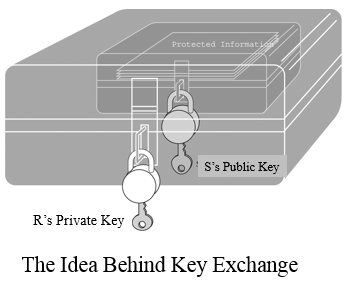 Protected Information
S's Public Key
R's Private Key
The Idea Behind Key Exchange